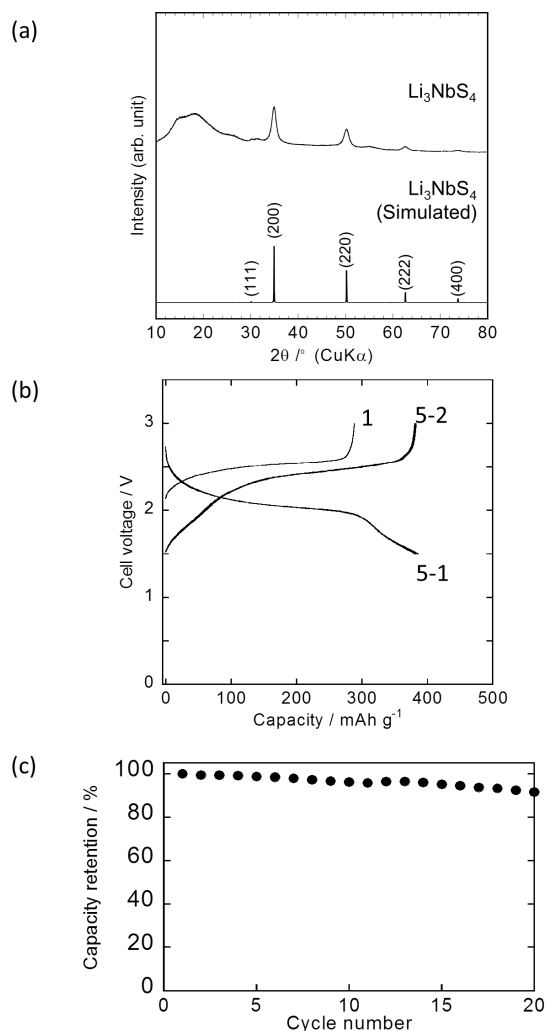 (a)
Intensity (arb. unit)
Li3NbS4
Li3NbS4
(Simulated)
(111)
(200)
(220)
(222)
(400)
10 20 30 40 50 60 70 80
2θ /° (CuKα)
(b)
Cell voltage / V
3
2
1
0
1
5-2
5-1
0 100 200 300 400 500
Capacity / mAh g-1
(c)
Capacity retention / %
100
80
60
40
20
0
0 5 10 15 20
Cycle number